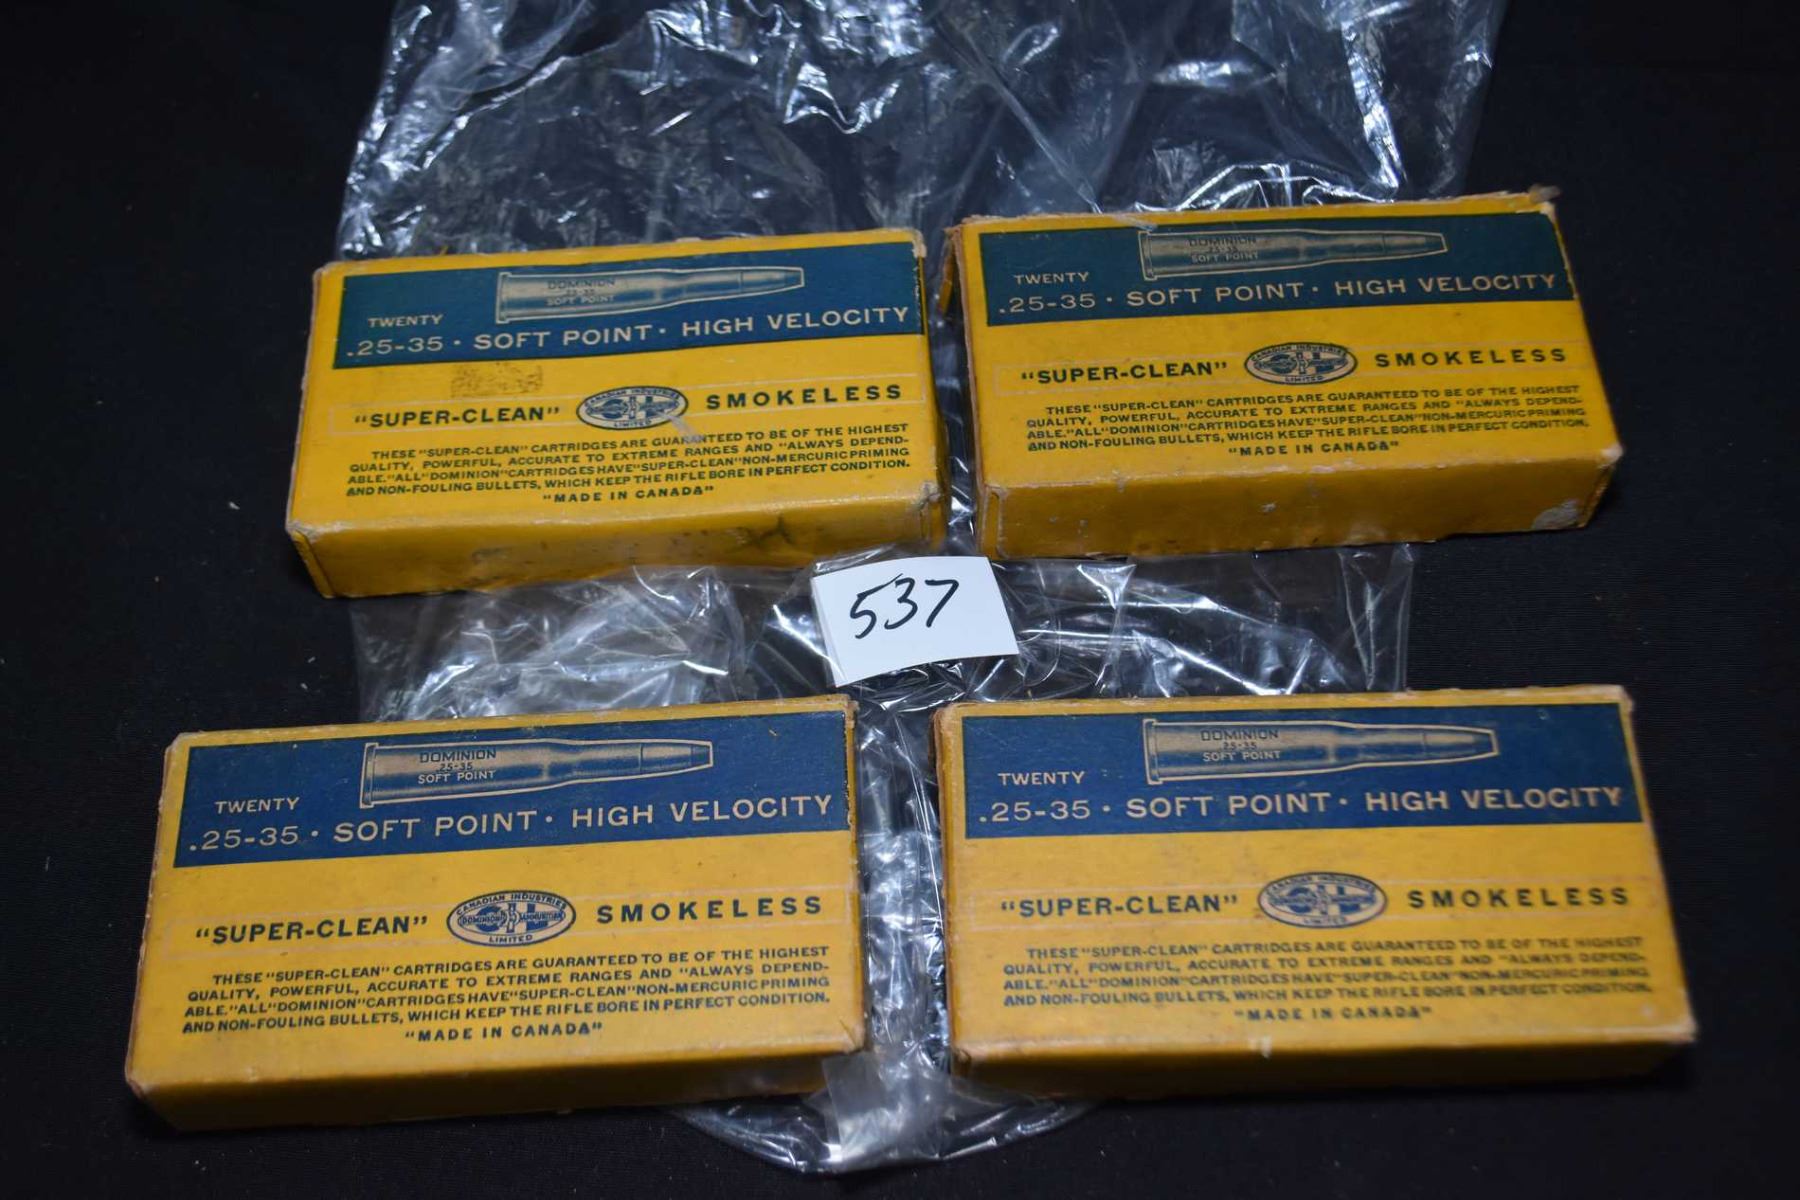 DOMINION
25-35
SOFT POINT
TWENTY
.25-35 · SOFT POINT · HIGH VELOCITY
"SUPER-CLEAN"
CANADIAN INDUSTRIES
LIMITED
SMOKELESS
THESE "SUPER-CLEAN" CARTRIDGES ARE GUARANTEED TO BE OF THE HIGHEST
QUALITY, POWERFUL, ACCURATE TO EXTREME RANGES AND "ALWAYS DEPEND-
ABLE." ALL "DOMINION" CARTRIDGES HAVE "SUPER-CLEAN" NON-MERCURIC PRIMING
AND NON-FOULING BULLETS, WHICH KEEP THE RIFLE BORE IN PERFECT CONDITION.
"MADE IN CANADA"
DOMINION
25-35
SOFT POINT
TWENTY
.25-35 · SOFT POINT · HIGH VELOCITY
"SUPER-CLEAN"
CANADIAN INDUSTRIES
LIMITED
SMOKELESS
THESE "SUPER-CLEAN" CARTRIDGES ARE GUARANTEED TO BE OF THE HIGHEST
QUALITY, POWERFUL, ACCURATE TO EXTREME RANGES AND "ALWAYS DEPEND-
ABLE." ALL "DOMINION" CARTRIDGES HAVE "SUPER-CLEAN" NON-MERCURIC PRIMING
AND NON-FOULING BULLETS, WHICH KEEP THE RIFLE BORE IN PERFECT CONDITION.
"MADE IN CANADA"
537
DOMINION
25-35
SOFT POINT
TWENTY
.25-35 · SOFT POINT · HIGH VELOCITY
"SUPER-CLEAN"
CANADIAN INDUSTRIES
DOMINION AMMUNITION
LIMITED
SMOKELESS
THESE "SUPER-CLEAN" CARTRIDGES ARE GUARANTEED TO BE OF THE HIGHEST
QUALITY, POWERFUL, ACCURATE TO EXTREME RANGES AND "ALWAYS DEPEND-
ABLE." ALL "DOMINION" CARTRIDGES HAVE "SUPER-CLEAN" NON-MERCURIC PRIMING
AND NON-FOULING BULLETS, WHICH KEEP THE RIFLE BORE IN PERFECT CONDITION.
"MADE IN CANADA"
DOMINION
25-35
SOFT POINT
TWENTY
.25-35 · SOFT POINT · HIGH VELOCITY
"SUPER-CLEAN"
CANADIAN INDUSTRIES
LIMITED
SMOKELESS
THESE "SUPER-CLEAN" CARTRIDGES ARE GUARANTEED TO BE OF THE HIGHEST
QUALITY, POWERFUL, ACCURATE TO EXTREME RANGES AND "ALWAYS DEPEND-
ABLE." ALL "DOMINION" CARTRIDGES HAVE "SUPER-CLEAN" NON-MERCURIC PRIMING
AND NON-FOULING BULLETS, WHICH KEEP THE RIFLE BORE IN PERFECT CONDITION.
"MADE IN CANADA"